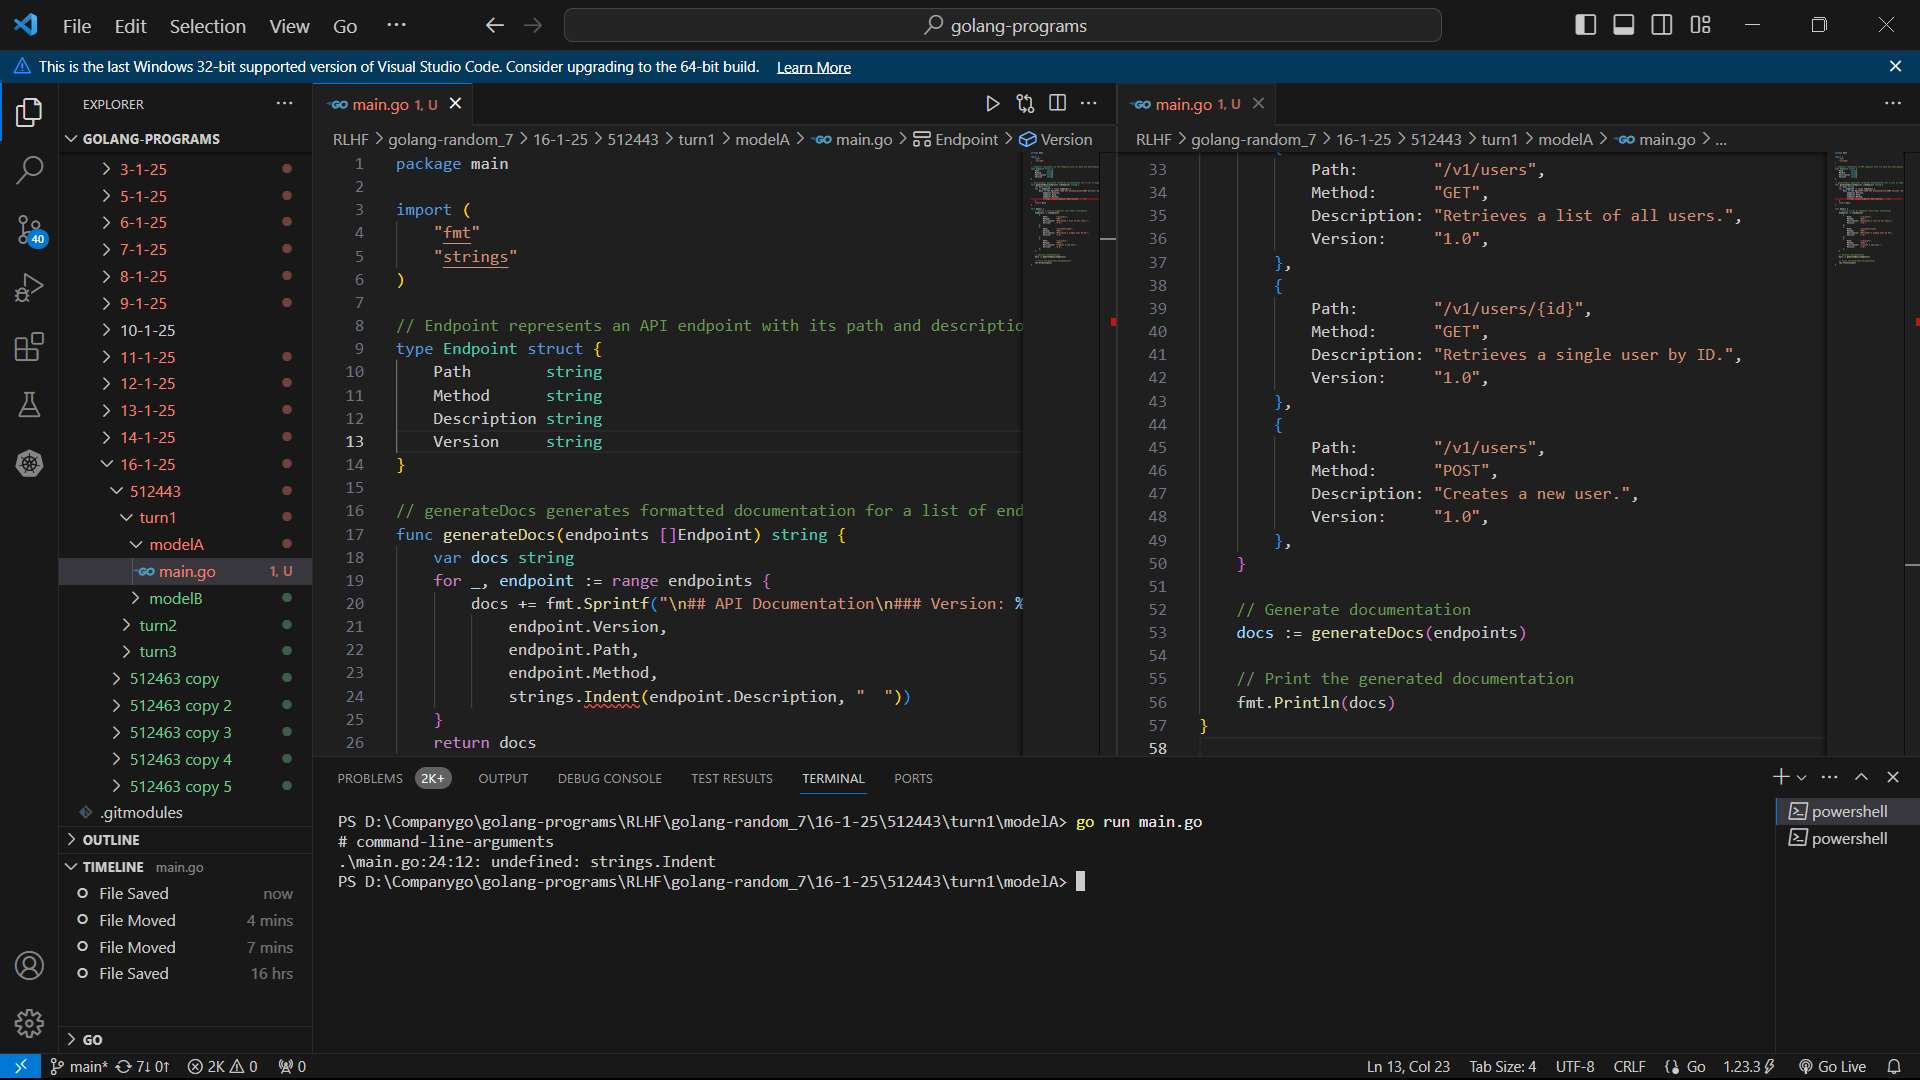 File Edit Selection View Go ···
golang-programs
This is the last Windows 32-bit supported version of Visual Studio Code. Consider upgrading to the 64-bit build. Learn More
EXPLORER
GOLANG-PROGRAMS
3-1-25
5-1-25
6-1-25
7-1-25
8-1-25
9-1-25
10-1-25
11-1-25
12-1-25
13-1-25
14-1-25
16-1-25
512443
turn1
modelA
main.go 1, U
modelB
turn2
turn3
512463 copy
512463 copy 2
512463 copy 3
512463 copy 4
512463 copy 5
.gitmodules
OUTLINE
TIMELINE main.go
File Saved now
File Moved 4 mins
File Moved 7 mins
File Saved 16 hrs
GO
40
main.go 1, U
RLHF > golang-random_7 > 16-1-25 > 512443 > turn1 > modelA > main.go > Endpoint > Version
1 package main
2
3 import (
4 "fmt"
5 "strings"
6 )
7
8 // Endpoint represents an API endpoint with its path and descriptio
9 type Endpoint struct {
10 Path string
11 Method string
12 Description string
13 Version string
14 }
15
16 // generateDocs generates formatted documentation for a list of end
17 func generateDocs(endpoints []Endpoint) string {
18 var docs string
19 for _, endpoint := range endpoints {
20 docs += fmt.Sprintf("\n## API Documentation\n### Version: %
21 endpoint.Version,
22 endpoint.Path,
23 endpoint.Method,
24 strings.Indent(endpoint.Description, "  "))
25 }
26 return docs
main.go 1, U
RLHF > golang-random_7 > 16-1-25 > 512443 > turn1 > modelA > main.go > ...
33 Path: "/v1/users",
34 Method: "GET",
35 Description: "Retrieves a list of all users.",
36 Version: "1.0",
37 },
38 {
39 Path: "/v1/users/{id}",
40 Method: "GET",
41 Description: "Retrieves a single user by ID.",
42 Version: "1.0",
43 },
44 {
45 Path: "/v1/users",
46 Method: "POST",
47 Description: "Creates a new user.",
48 Version: "1.0",
49 },
50 }
51
52 // Generate documentation
53 docs := generateDocs(endpoints)
54
55 // Print the generated documentation
56 fmt.Println(docs)
57 }
58
PROBLEMS 2K+ OUTPUT DEBUG CONSOLE TEST RESULTS TERMINAL PORTS
PS D:\Companygo\golang-programs\RLHF\golang-random_7\16-1-25\512443\turn1\modelA> go run main.go
# command-line-arguments
.\main.go:24:12: undefined: strings.Indent
PS D:\Companygo\golang-programs\RLHF\golang-random_7\16-1-25\512443\turn1\modelA>
powershell
powershell
main* 7↓ 0↑ 2K 0 0
Ln 13, Col 23 Tab Size: 4 UTF-8 CRLF Go 1.23.3 Go Live